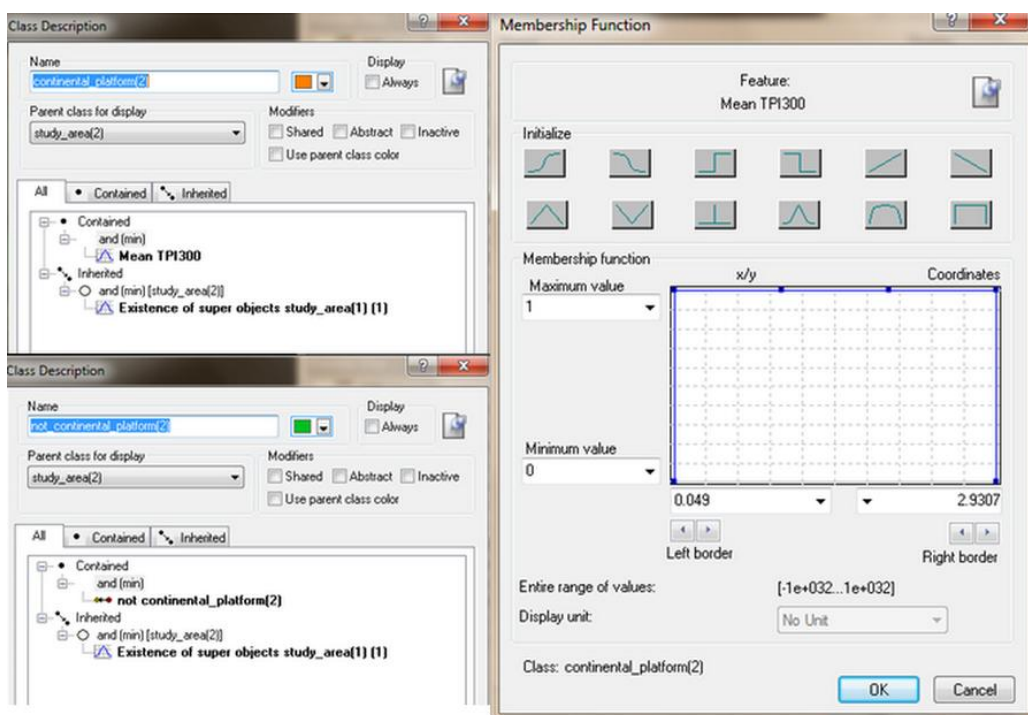 Class Description
Name
Display
continental_platform(2)
Always
Parent class for display
Modifiers
study_area(2)
Shared Abstract Inactive
Use parent class color
All Contained Inherited
Contained
and (min)
Mean TPI300
Inherited
and (min) [study_area(2)]
Existence of super objects study_area(1) (1)
Class Description
Name
Display
not_continental_platform(2)
Always
Parent class for display
Modifiers
study_area(2)
Shared Abstract Inactive
Use parent class color
All Contained Inherited
Contained
and (min)
not continental_platform(2)
Inherited
and (min) [study_area(2)]
Existence of super objects study_area(1) (1)
Membership Function
Feature:
Mean TPI300
Initialize
Membership function
Maximum value
x/y
Coordinates
1
Minimum value
0
0.049
2.9307
Left border
Right border
Entire range of values:
[-1e+032...1e+032]
Display unit:
No Unit
Class: continental_platform(2)
OK
Cancel